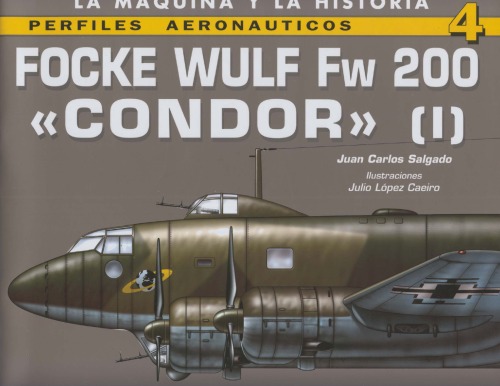 LA MAQUINA Y LA HISTORIA
PERFILES AERONAUTICOS 4
FOCKE WULF Fw 200
«CONDOR» (I)
Juan Carlos Salgado
Ilustraciones
Julio López Caeiro